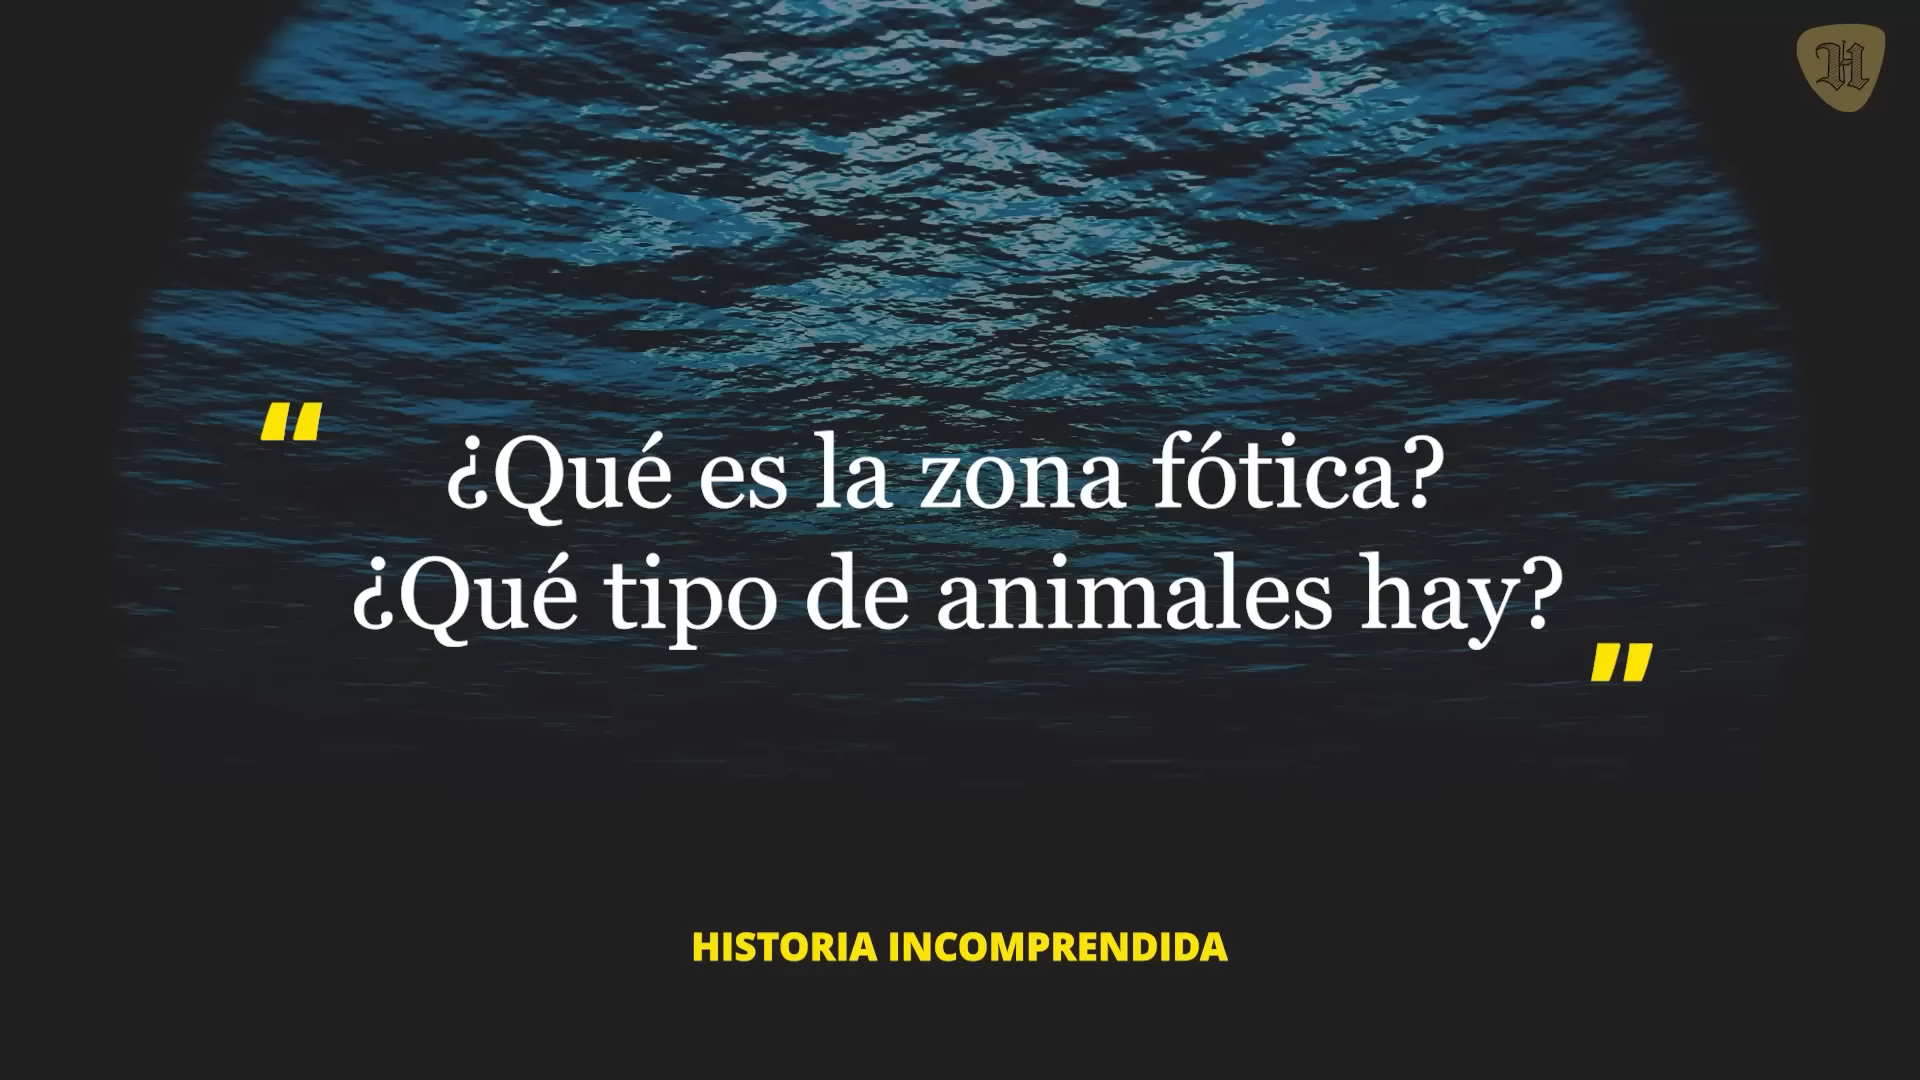 H
“
¿Qué es la zona fótica?
¿Qué tipo de animales hay?
”
HISTORIA INCOMPRENDIDA